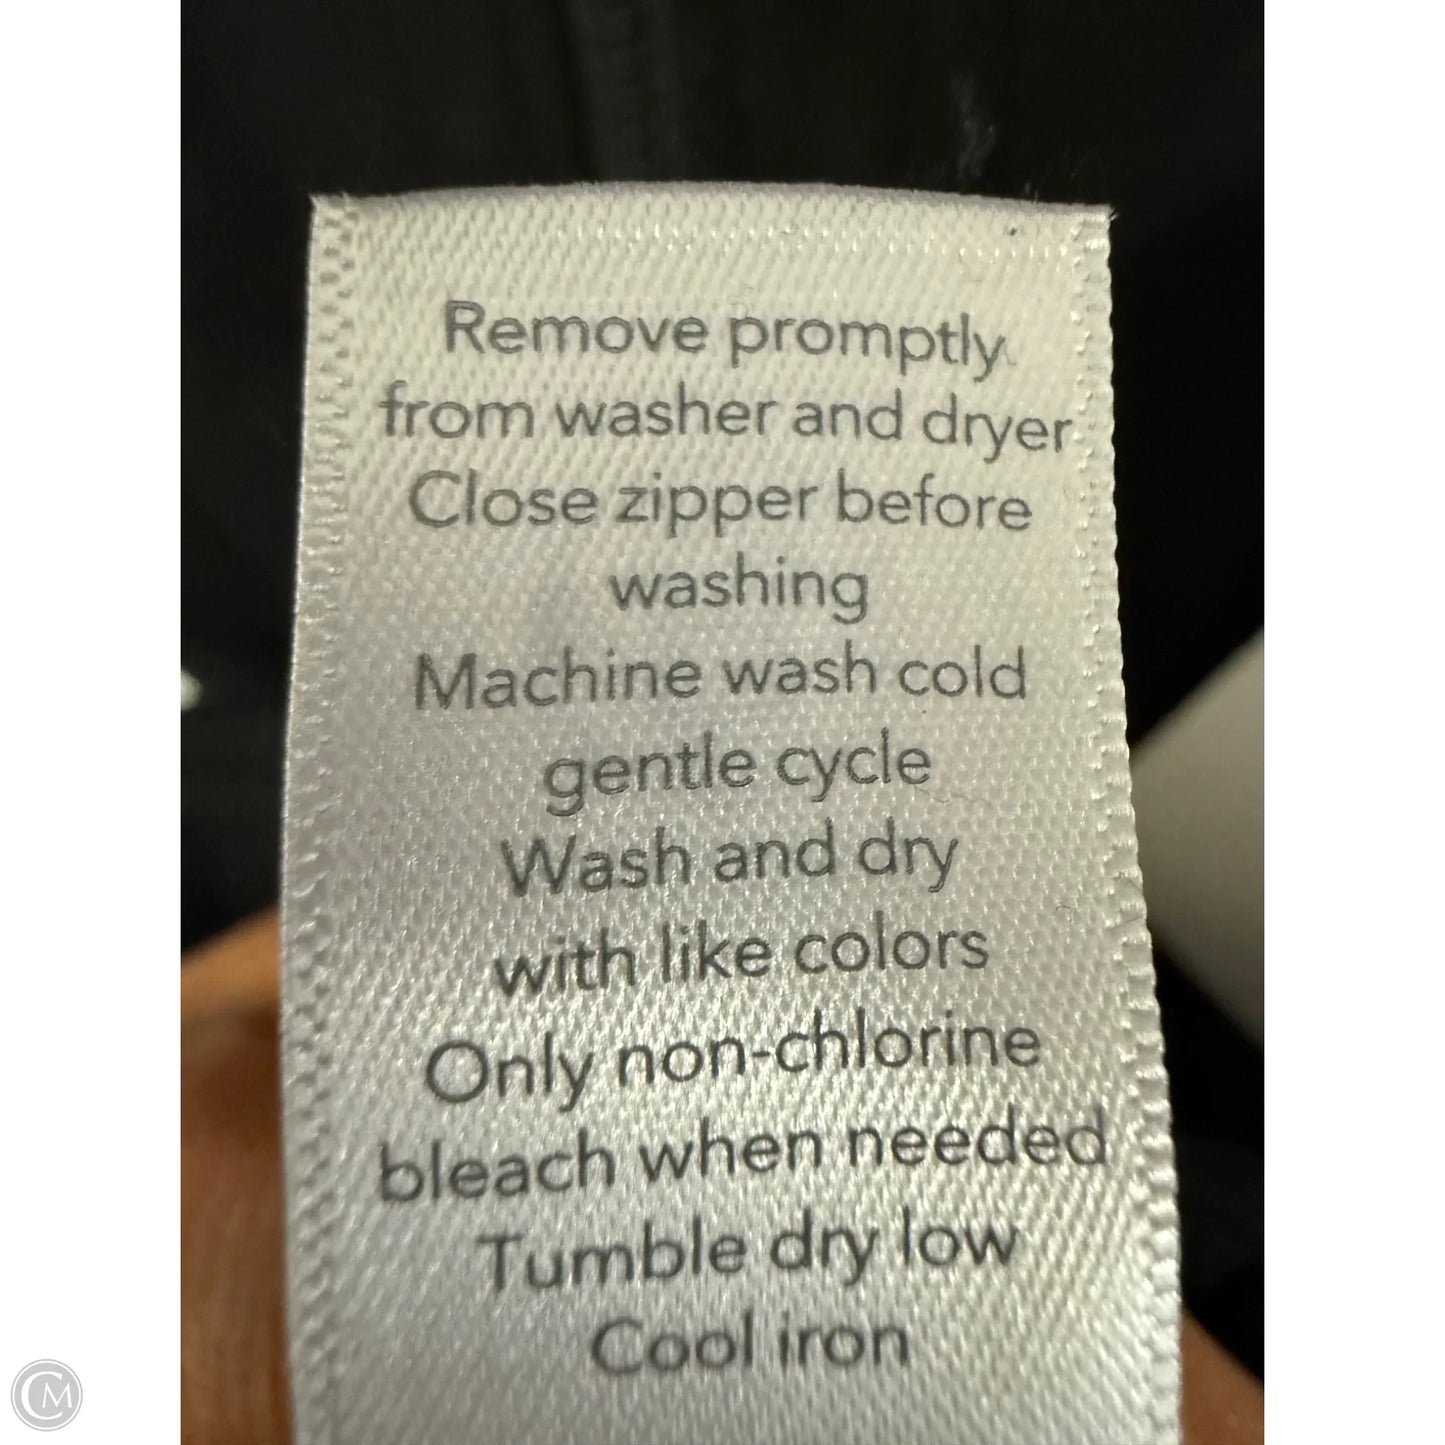 Remove promptly
from washer and dryer
Close zipper before
washing
Machine wash cold
gentle cycle
Wash and dry
with like colors
Only non-chlorine
bleach when needed
Tumble dry low
Cool iron
CM